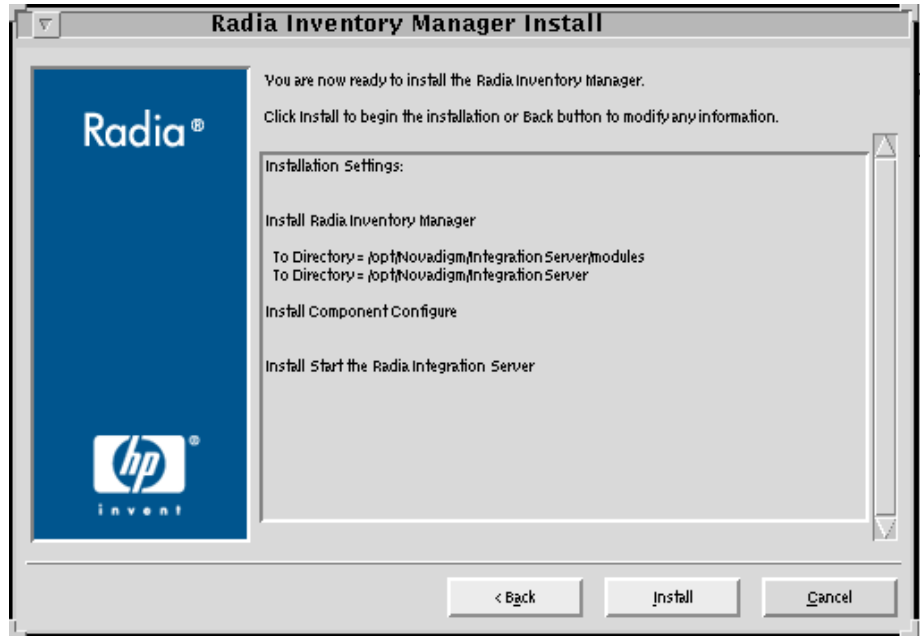 Radia Inventory Manager Install
You are now ready to install the Radia Inventory Manager.
Click Install to begin the installation or Back button to modify any information.
Radia®
Installation Settings:
Install Radia Inventory Manager
To Directory = /opt/Novadigm/Integration Server/modules
To Directory = /opt/Novadigm/Integration Server
Install Component Configure
Install Start the Radia Integration Server
hp®
invent
< Back
Install
Cancel